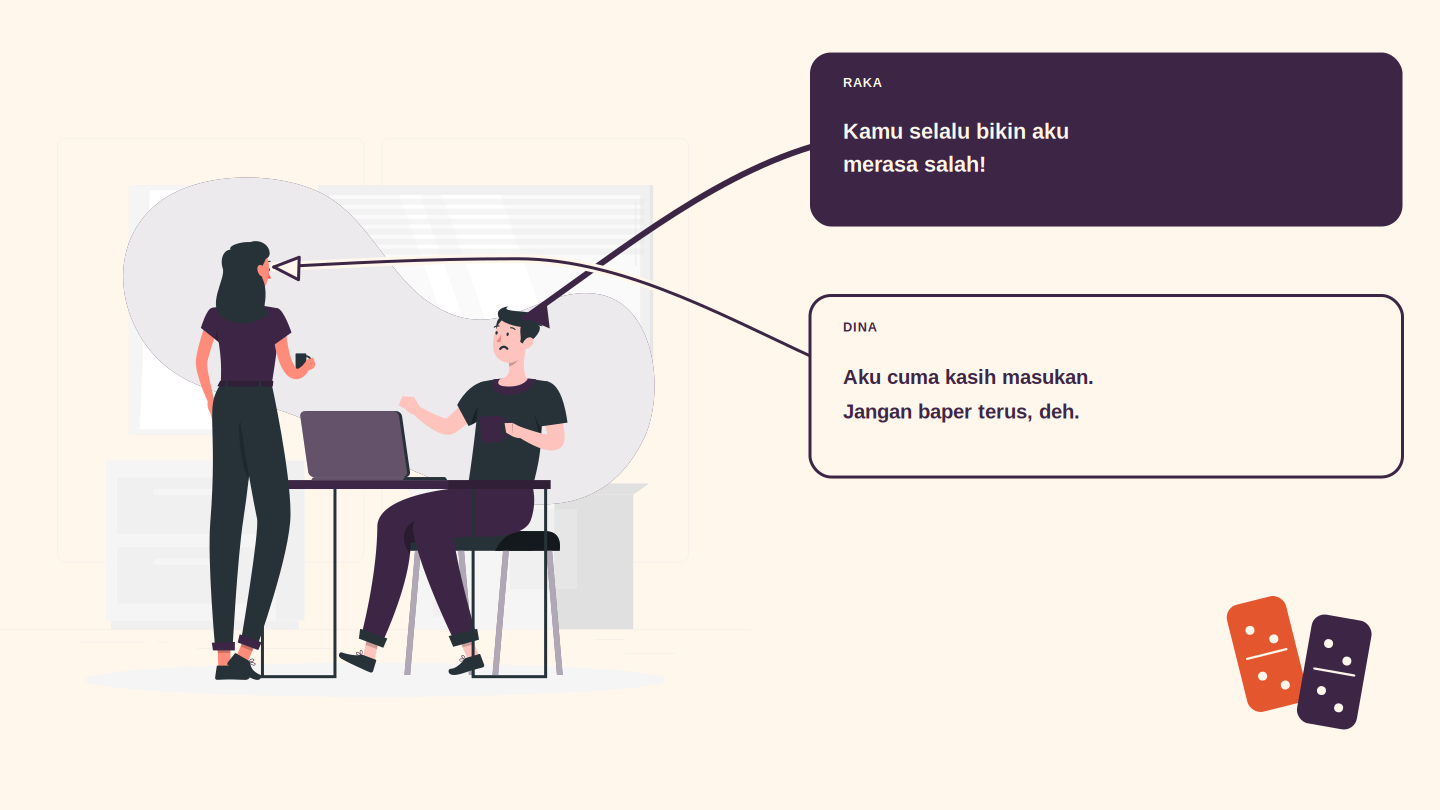 RAKA
Kamu selalu bikin aku
merasa salah!
DINA
Aku cuma kasih masukan.
Jangan baper terus, deh.